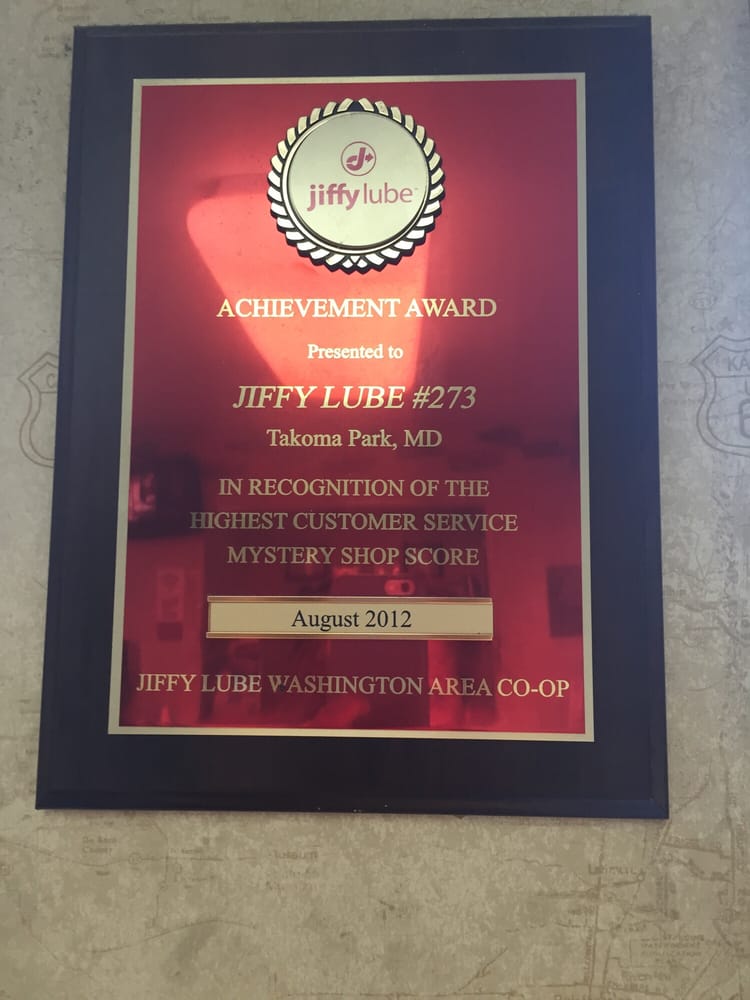 jiffy lube
ACHIEVEMENT AWARD
Presented to
JIFFY LUBE #273
Takoma Park, MD
IN RECOGNITION OF THE
HIGHEST CUSTOMER SERVICE
MYSTERY SHOP SCORE
August 2012
JIFFY LUBE WASHINGTON AREA CO-OP